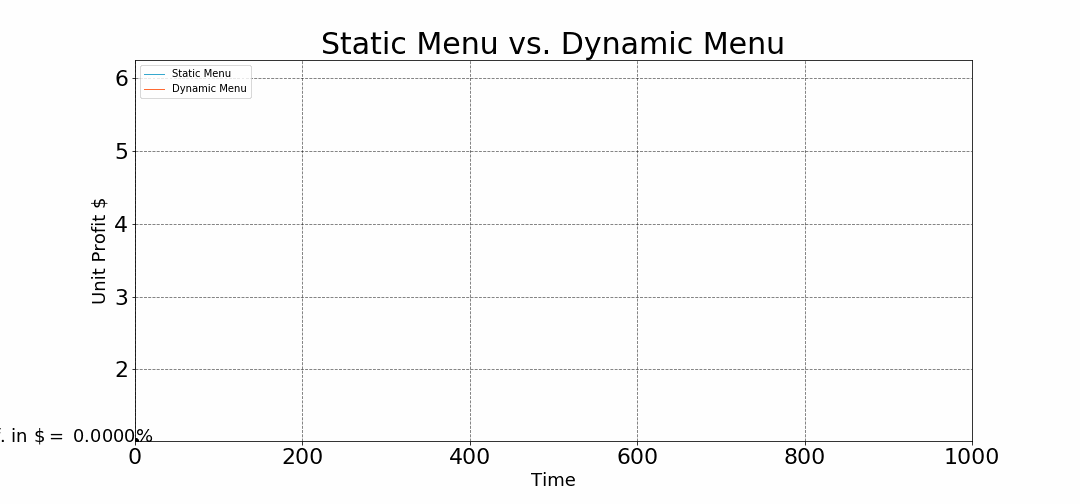 Static Menu vs. Dynamic Menu
Static Menu
Dynamic Menu
6
5
4
3
2
Unit Profit $
. in $ = 0.0000%
0 200 400 600 800 1000
Time